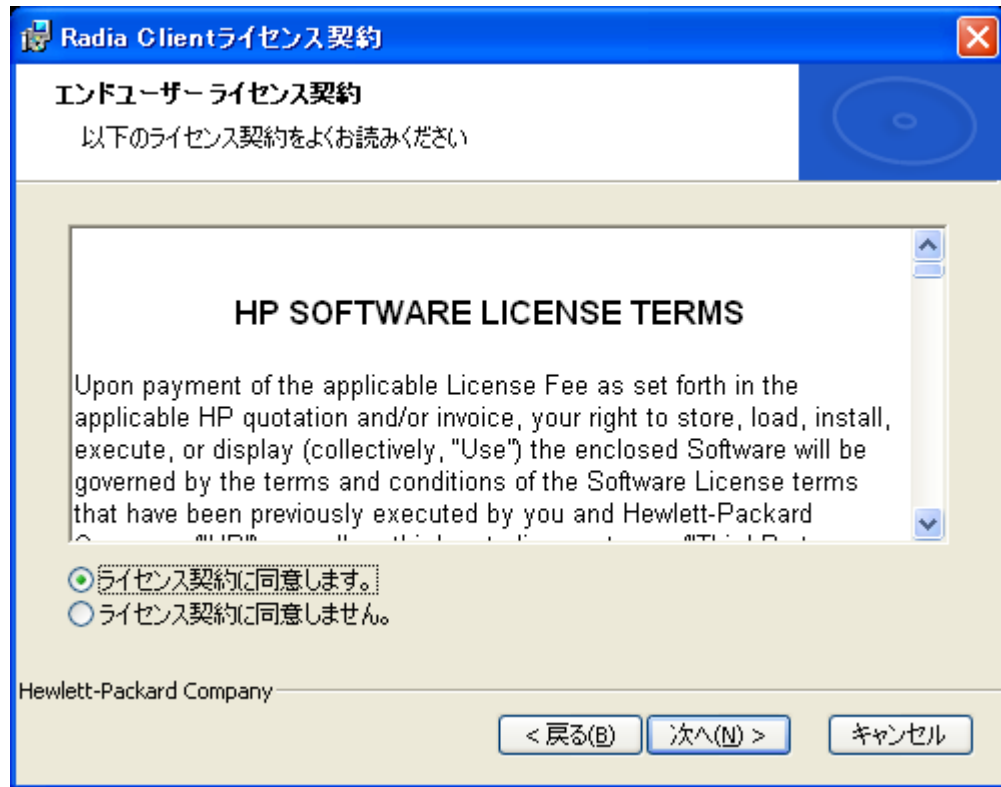 Radia Clientライセンス契約
エンドユーザー ライセンス契約
以下のライセンス契約をよくお読みください
HP SOFTWARE LICENSE TERMS
Upon payment of the applicable License Fee as set forth in the
applicable HP quotation and/or invoice, your right to store, load, install,
execute, or display (collectively, "Use") the enclosed Software will be
governed by the terms and conditions of the Software License terms
that have been previously executed by you and Hewlett-Packard
ライセンス契約に同意します。
ライセンス契約に同意しません。
Hewlett-Packard Company
< 戻る(B)
次へ(N) >
キャンセル